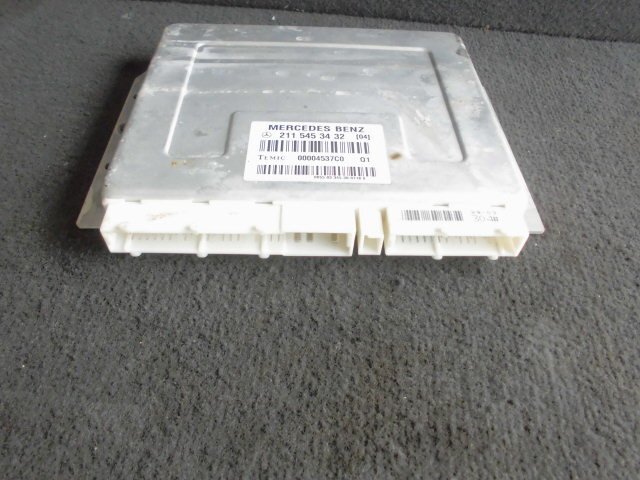 MERCEDES BENZ
211 545 34 32 [04]
TEMIC 00004537C0 01